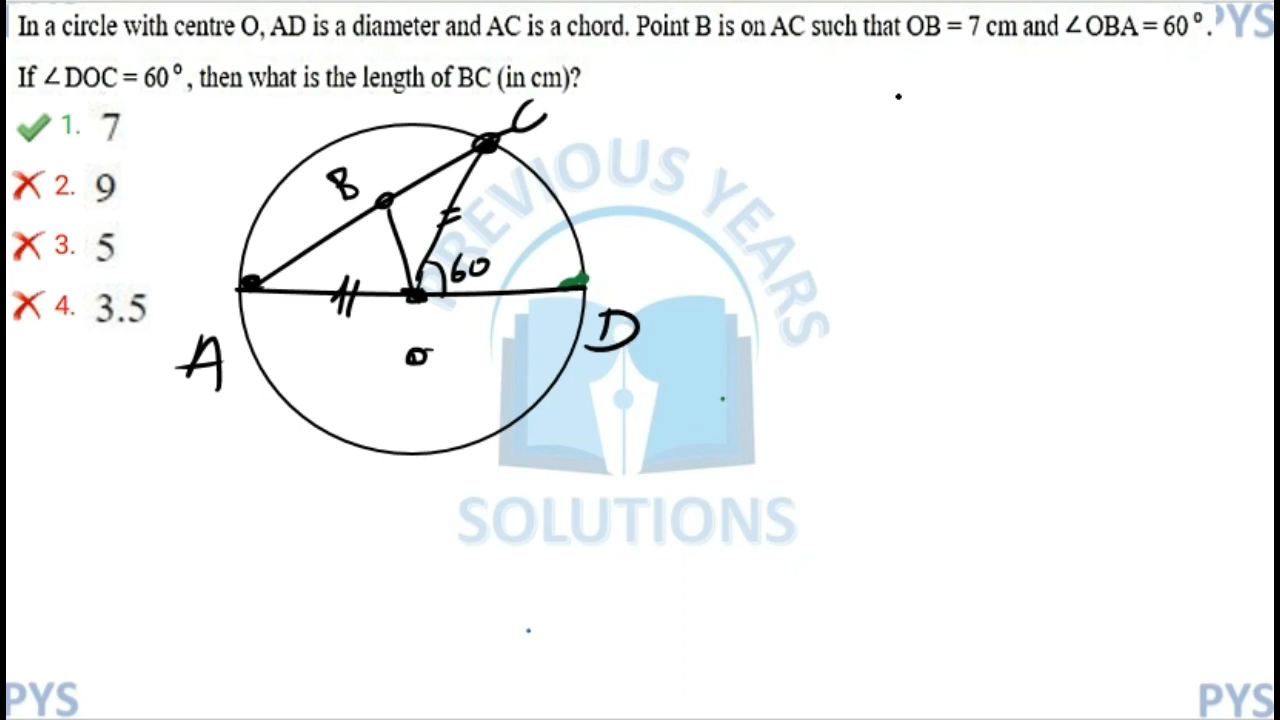 In a circle with centre O, AD is a diameter and AC is a chord. Point B is on AC such that OB = 7 cm and ∠OBA = 60°.
PYS
If ∠DOC = 60°, then what is the length of BC (in cm)?
1. 7
2. 9
3. 5
4. 3.5
C
B
60
A
O
D
PREVIOUS YEARS
SOLUTIONS
PYS
PYS